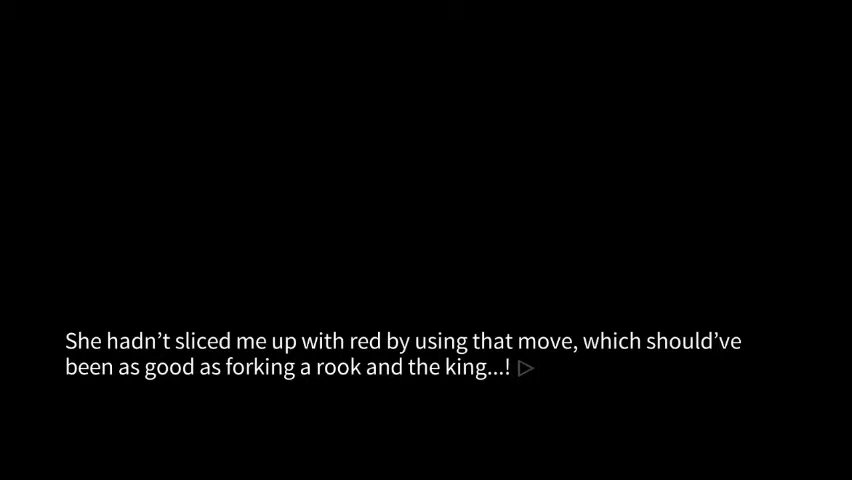 She hadn’t sliced me up with red by using that move, which should’ve
been as good as forking a rook and the king...! ▷